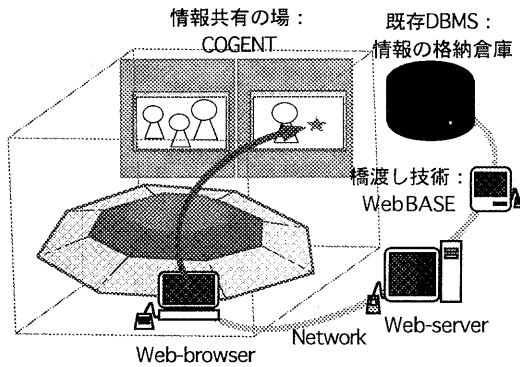 情報共有の場：
COGENT
既存DBMS：
情報の格納倉庫
橋渡し技術：
WebBASE
Web-server
Network
Web-browser